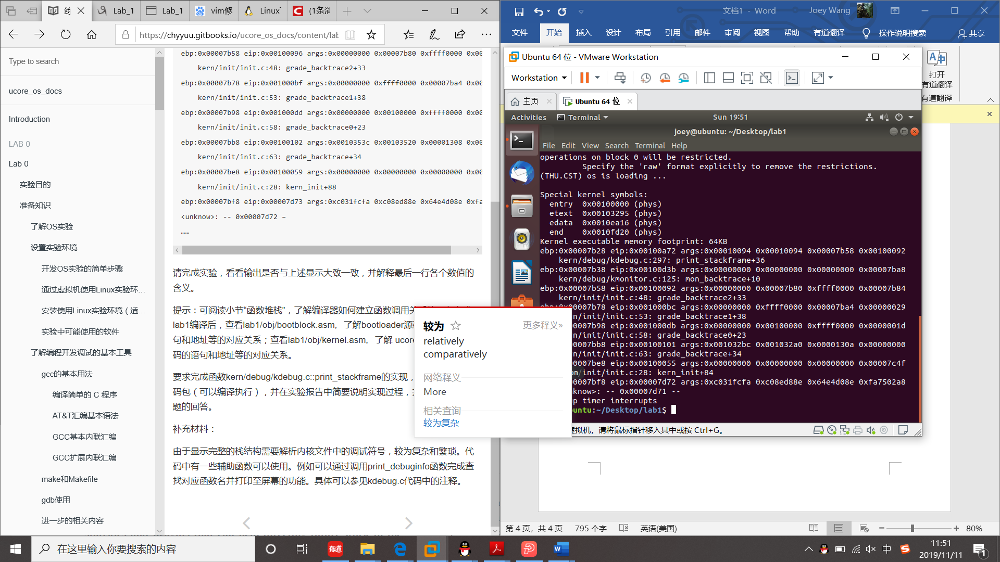 绦
Lab_1
Lab_1
vim修
Linux
(1条消
https://chyyuu.gitbooks.io/ucore_os_docs/content/lab
Type to search
ucore_os_docs
Introduction
LAB 0
Lab 0
实验目的
准备知识
了解OS实验
设置实验环境
开发OS实验的简单步骤
通过虚拟机使用Linux实验环…
安装使用Linux实验环境（适…
实验中可能使用的软件
了解编程开发调试的基本工具
gcc的基本用法
编译简单的 C 程序
AT&T汇编基本语法
GCC基本内联汇编
GCC扩展内联汇编
make和Makefile
gdb使用
进一步的相关内容
ebp:0x00007b58 eip:0x00100096 args:0x00000000 0x00007b80 0xffff0000 0x00
kern/init/init.c:48: grade_backtrace2+33
ebp:0x00007b78 eip:0x001000bf args:0x00000000 0xffff0000 0x00007ba4 0x00
kern/init/init.c:53: grade_backtrace1+38
ebp:0x00007b98 eip:0x001000dd args:0x00000000 0x00100000 0xffff0000 0x00
kern/init/init.c:58: grade_backtrace0+23
ebp:0x00007bb8 eip:0x00100102 args:0x0010353c 0x00103520 0x00001308 0x00
kern/init/init.c:63: grade_backtrace+34
ebp:0x00007be8 eip:0x00100059 args:0x00000000 0x00000000 0x00000000 0x00
kern/init/init.c:28: kern_init+88
ebp:0x00007bf8 eip:0x00007d73 args:0xc031fcfa 0xc08ed88e 0x64e4d08e 0xfa
<unknow>: -- 0x00007d72 –
……
请完成实验，看看输出是否与上述显示大致一致，并解释最后一行各个数值的
含义。
提示：可阅读小节“函数堆栈”，了解编译器如何建立函数调用关
lab1编译后，查看lab1/obj/bootblock.asm，了解bootloader源
句和地址等的对应关系；查看lab1/obj/kernel.asm，了解 ucore
码的语句和地址等的对应关系。
要求完成函数kern/debug/kdebug.c::print_stackframe的实现，
码包（可以编译执行），并在实验报告中简要说明实现过程，
题的回答。
补充材料：
由于显示完整的栈结构需要解析内核文件中的调试符号，较为复杂和繁琐。代
码中有一些辅助函数可以使用。例如可以通过调用print_debuginfo函数完成查
找对应函数名并打印至屏幕的功能。具体可以参见kdebug.c代码中的注释。
较为
更多释义»
relatively
comparatively
网络释义
More
相关查询
较为复杂
文档1 - Word
Joey Wang
文件 开始 插入 设计 布局 引用 邮件 审阅 视图 帮助 有道翻译 操作说明搜索 共享
打开
有道翻译
有道翻译
Ubuntu 64 位 - VMware Workstation
Workstation
主页
Ubuntu 64 位
Activities
Terminal
Sun 19:51
joey@ubuntu: ~/Desktop/lab1
File Edit View Search Terminal Help
operations on block 0 will be restricted.
Specify the 'raw' format explicitly to remove the restrictions.
(THU.CST) os is loading ...
Special kernel symbols:
entry 0x00100000 (phys)
etext 0x00103295 (phys)
edata 0x0010ea16 (phys)
end 0x0010fd20 (phys)
Kernel executable memory footprint: 64KB
ebp:0x00007b28 eip:0x00100a72 args:0x00010094 0x00010094 0x00007b58 0x00100092
kern/debug/kdebug.c:297: print_stackframe+36
ebp:0x00007b38 eip:0x00100d3b args:0x00000000 0x00000000 0x00000000 0x00007ba8
kern/debug/kmonitor.c:125: mon_backtrace+10
ebp:0x00007b58 eip:0x00100092 args:0x00000000 0x00007b80 0xffff0000 0x00007b84
kern/init/init.c:48: grade_backtrace2+33
ebp:0x00007b78 eip:0x001000bc args:0x00000000 0xffff0000 0x00007ba4 0x00000029
n/init/init.c:53: grade_backtrace1+38
007b98 eip:0x001000db args:0x00000000 0x00100000 0xffff0000 0x0000001d
n/init/init.c:58: grade_backtrace0+23
007bb8 eip:0x00100101 args:0x001032bc 0x001032a0 0x0000130a 0x00000000
n/init/init.c:63: grade_backtrace+34
007be8 eip:0x00100055 args:0x00000000 0x00000000 0x00000000 0x00007c4f
/init/init.c:28: kern_init+84
007bf8 eip:0x00007d72 args:0xc031fcfa 0xc08ed88e 0x64e4d08e 0xfa7502a8
know>: -- 0x00007d71 --
p timer interrupts
untu:~/Desktop/lab1$
虚拟机，请将鼠标指针移入其中或按 Ctrl+G。
第 4 页，共 4 页 795 个字 英语(美国) 80%
在这里输入你要搜索的内容
有道
中
11:51
2019/11/11
1